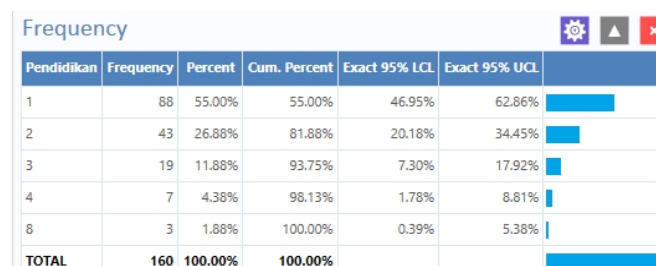 Frequency
Pendidikan Frequency Percent Cum. Percent Exact 95% LCL Exact 95% UCL
1 88 55.00% 55.00% 46.95% 62.86%
2 43 26.88% 81.88% 20.18% 34.45%
3 19 11.88% 93.75% 7.30% 17.92%
4 7 4.38% 98.13% 1.78% 8.81%
8 3 1.88% 100.00% 0.39% 5.38%
TOTAL 160 100.00% 100.00%